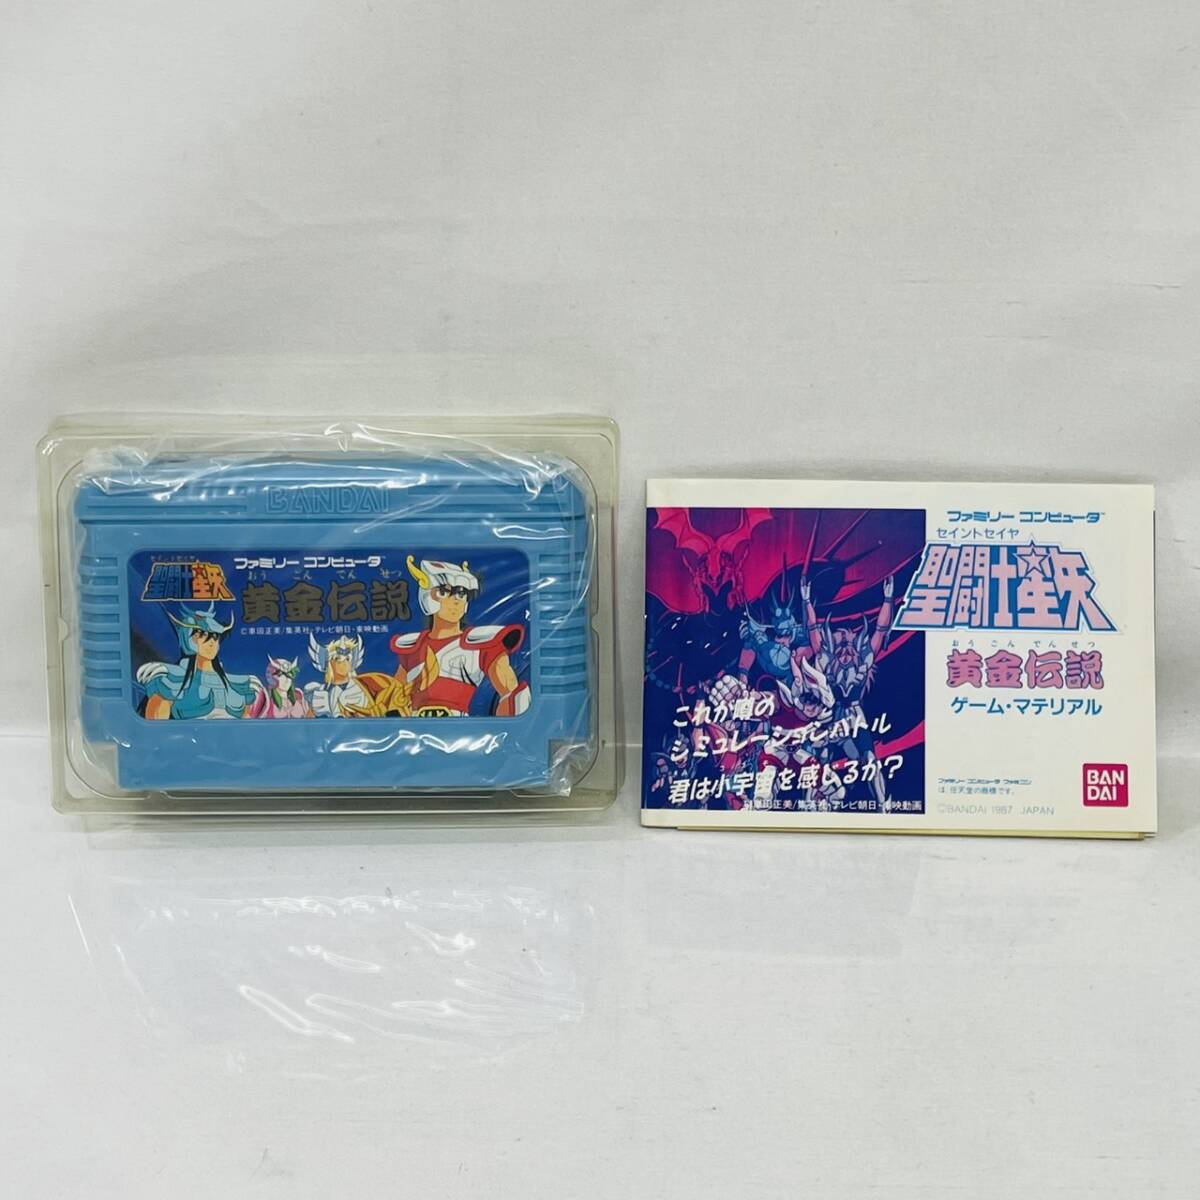 BANDAI
ファミリー コンピュータ
セイントセイヤ
聖闘士星矢
おうごんでんせつ
黄金伝説
©車田正美/集英社・テレビ朝日・東映動画
ファミリー コンピュータ™
セイントセイヤ
聖闘士星矢
おうごんでんせつ
黄金伝説
ゲーム・マテリアル
これが噂の
シミュレーションバトル
君は小宇宙を感じるか?
©車田正美/集英社・テレビ朝日・東映動画
ファミリー コンピュータ ファミコン
は、任天堂の商標です。
©BANDAI 1987 JAPAN
BAN
DAI